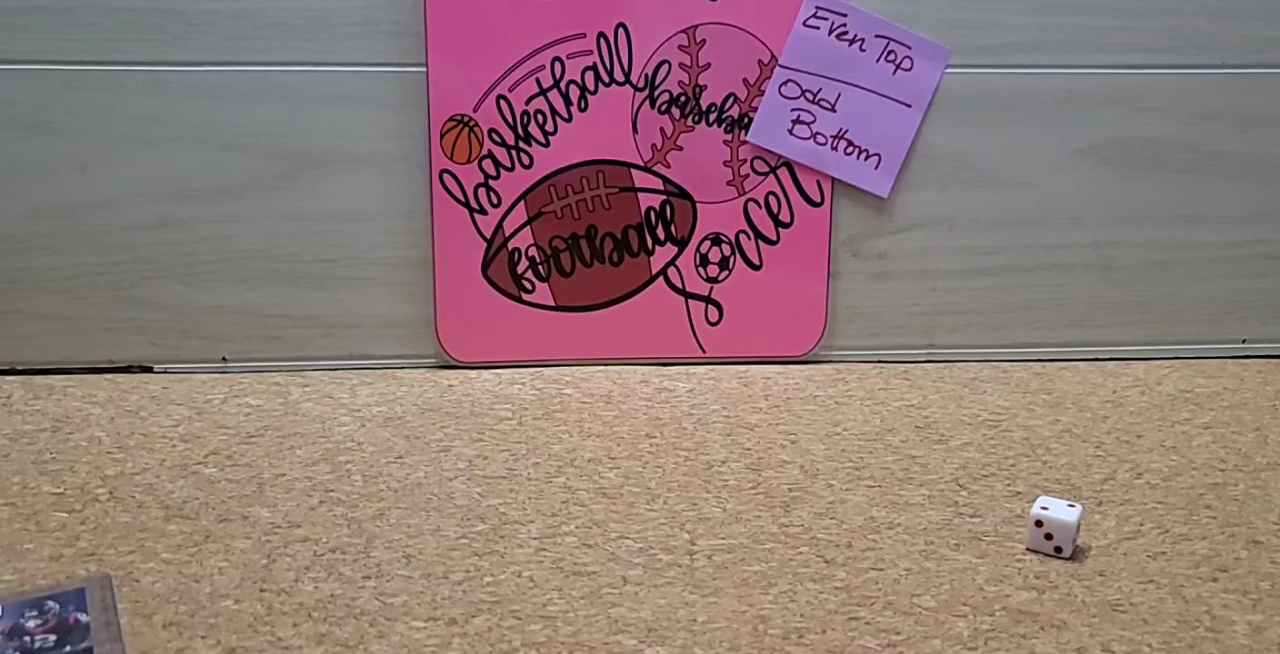 basketball
baseba
football
soccer
Even Top
Odd
Bottom